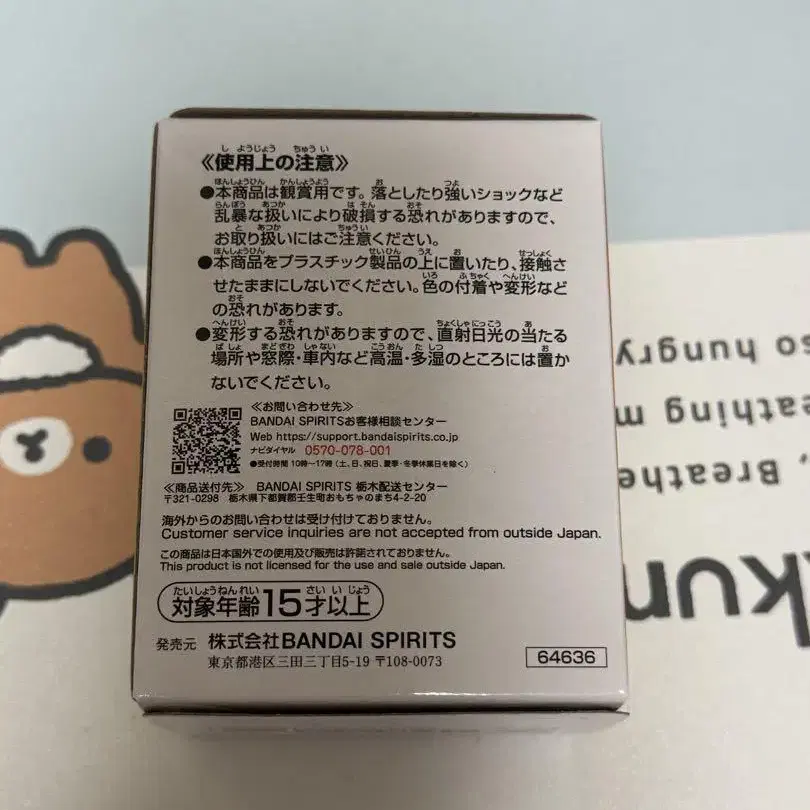 《使用上の注意》
●本商品は観賞用です。落としたり強いショックなど
乱暴な扱いにより破損する恐れがありますので、
お取り扱いにはご注意ください。
●本商品をプラスチック製品の上に置いたり、接触さ
せたままにしないでください。色の付着や変形など
の恐れがあります。
●変形する恐れがありますので、直射日光の当たる
場所や窓際・車内など高温・多湿のところには置か
ないでください。
≪お問い合わせ先≫
BANDAI SPIRITSお客様相談センター
Web https://support.bandaispirits.co.jp
ナビダイヤル 0570-078-001
●受付時間 10時〜17時(土、日、祝日、夏季・冬季休業日を除く)
≪商品送付先≫ BANDAI SPIRITS 栃木配送センター
〒321-0298 栃木県下都賀郡壬生町おもちゃのまち4-2-20
海外からのお問い合わせは受け付けておりません。
Customer service inquiries are not accepted from outside Japan.
この商品は日本国外での使用及び販売は許諾されておりません。
This product is not licensed for the use and sale outside Japan.
対象年齢15才以上
発売元 株式会社BANDAI SPIRITS
東京都港区三田三丁目5-19 〒108-0073
64636
so hungry
, Breathe